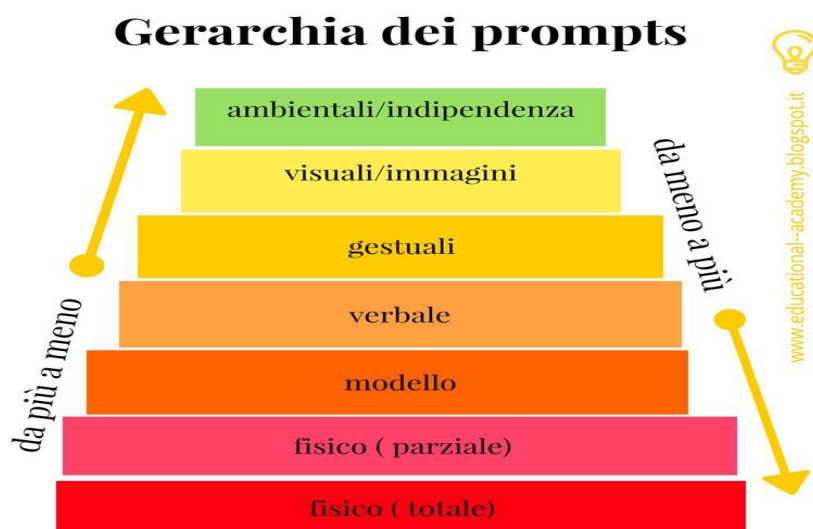 Gerarchia dei prompts
ambientali/indipendenza
visuali/immagini
gestuali
verbale
modello
fisico ( parziale)
fisico ( totale)
da più a meno
da meno a più
www.educational--academy.blogspot.it